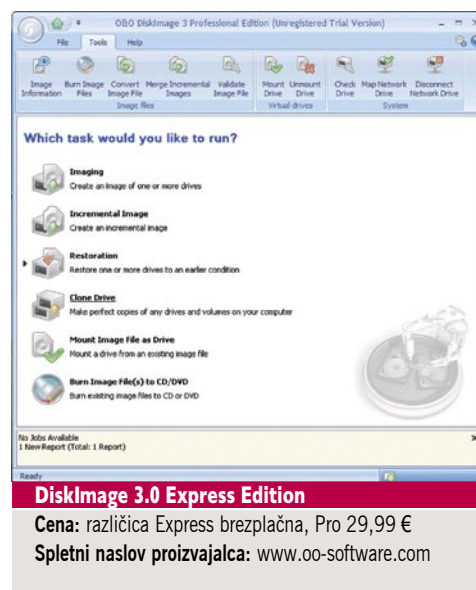 O&O DiskImage 3 Professional Edition (Unregistered Trial Version)
File Tools Help
Image Information
Burn Image Files
Convert Image File
Merge Incremental Images
Validate Image File
Mount Drive
Unmount Drive
Check Drive
Map Network Drive
Disconnect Network Drive
Image files
Virtual drives
System
Which task would you like to run?
Imaging
Create an image of one or more drives
Incremental Image
Create an incremental image
Restoration
Restore one or more drives to an earlier condition
Clone Drive
Make perfect copies of any drives and volumes on your computer
Mount Image File as Drive
Mount a drive from an existing image file
Burn Image File(s) to CD/DVD
Burn existing image files to CD or DVD
No Jobs Available
1 New Report (Total: 1 Report)
Ready
DiskImage 3.0 Express Edition
Cena: različica Express brezplačna, Pro 29,99 €
Spletni naslov proizvajalca: www.oo-software.com